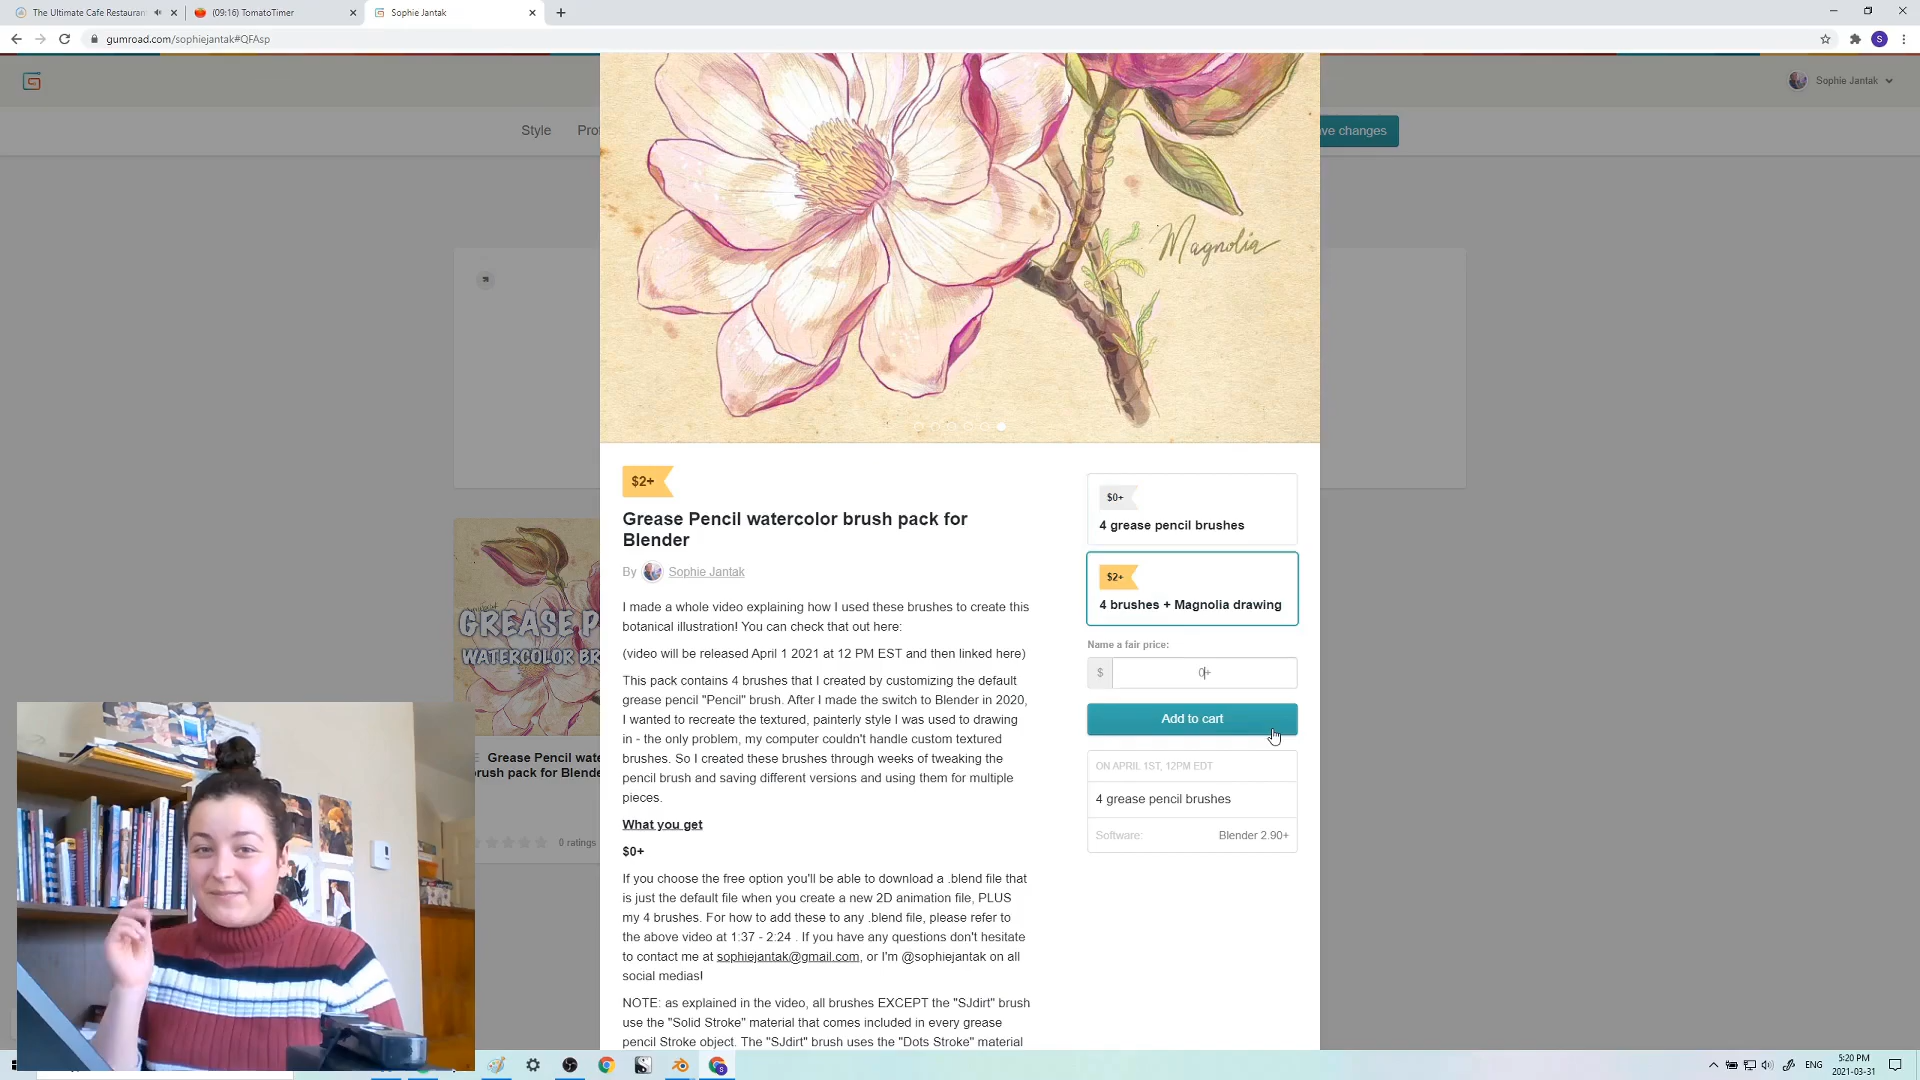 The Ultimate Cafe Restauran
(09:16) TomatoTimer
Sophie Jantak
gumroad.com/sophiejantak#QFAsp
S
Sophie Jantak
Style
ve changes
Magnolia
$2+
Grease Pencil watercolor brush pack for
Blender
By Sophie Jantak
I made a whole video explaining how I used these brushes to create this
botanical illustration! You can check that out here:
(video will be released April 1 2021 at 12 PM EST and then linked here)
This pack contains 4 brushes that I created by customizing the default
grease pencil "Pencil" brush. After I made the switch to Blender in 2020,
I wanted to recreate the textured, painterly style I was used to drawing
in - the only problem, my computer couldn't handle custom textured
brushes. So I created these brushes through weeks of tweaking the
pencil brush and saving different versions and using them for multiple
pieces.
What you get
$0+
If you choose the free option you'll be able to download a .blend file that
is just the default file when you create a new 2D animation file, PLUS
my 4 brushes. For how to add these to any .blend file, please refer to
the above video at 1:37 - 2:24 . If you have any questions don't hesitate
to contact me at sophiejantak@gmail.com, or I'm @sophiejantak on all
social medias!
NOTE: as explained in the video, all brushes EXCEPT the "SJdirt" brush
use the "Solid Stroke" material that comes included in every grease
pencil Stroke object. The "SJdirt" brush uses the "Dots Stroke" material
$0+
4 grease pencil brushes
$2+
4 brushes + Magnolia drawing
Name a fair price:
$ 0+
Add to cart
ON APRIL 1ST, 12PM EDT
4 grease pencil brushes
Software: Blender 2.90+
GREASE P
WATERCOLOR BR
Grease Pencil wate
rush pack for Blende
0 ratings
ENG
5:20 PM
2021-03-31